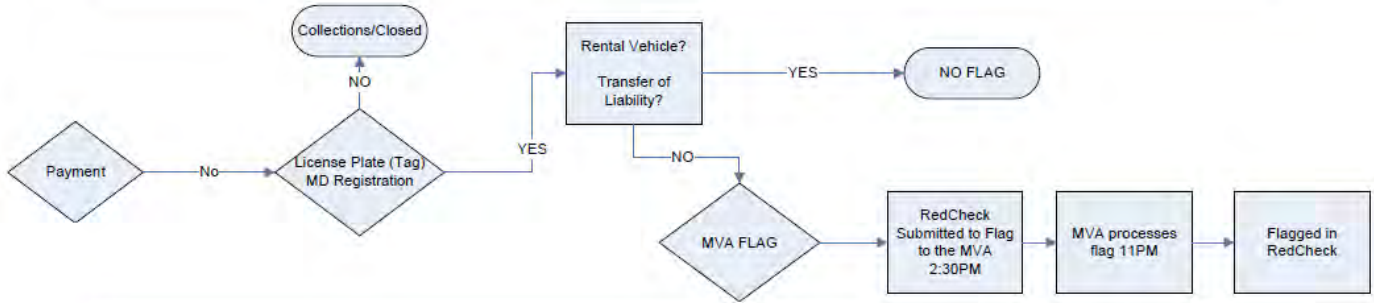 Collections/Closed
Rental Vehicle?
Transfer of
Liability?
YES
NO FLAG
NO
Payment
No
License Plate (Tag)
MD Registration
YES
NO
MVA FLAG
RedCheck
Submitted to Flag
to the MVA
2:30PM
MVA processes
flag 11PM
Flagged in
RedCheck